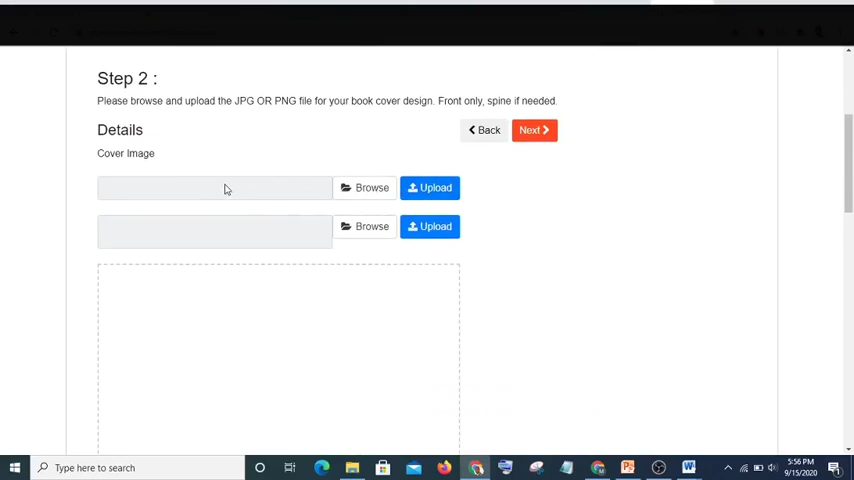 Step 2 :
Please browse and upload the JPG OR PNG file for your book cover design. Front only, spine if needed.
Details
Back Next
Cover Image
Browse Upload
Browse Upload
Type here to search
5:56 PM
9/15/2020